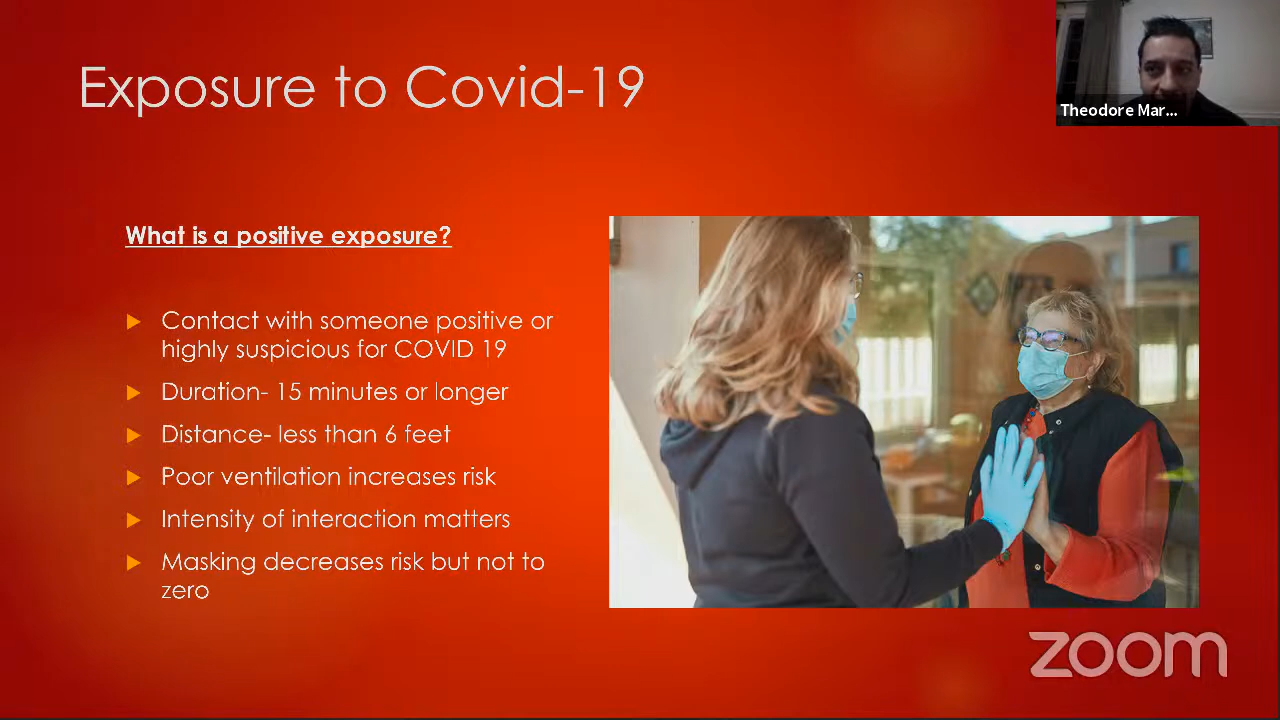 Exposure to Covid-19
Theodore Mar...
What is a positive exposure?
Contact with someone positive or
highly suspicious for COVID 19
Duration- 15 minutes or longer
Distance- less than 6 feet
Poor ventilation increases risk
Intensity of interaction matters
Masking decreases risk but not to
zero
zoom